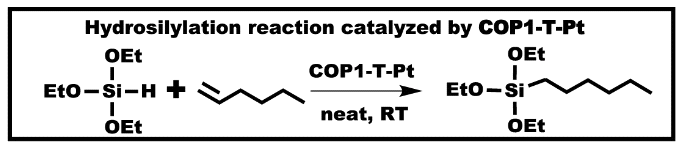 Hydrosilylation reaction catalyzed by COP1-T-Pt
OEt
EtO-Si-H + 
OEt
COP1-T-Pt
neat, RT
OEt
EtO-Si
OEt